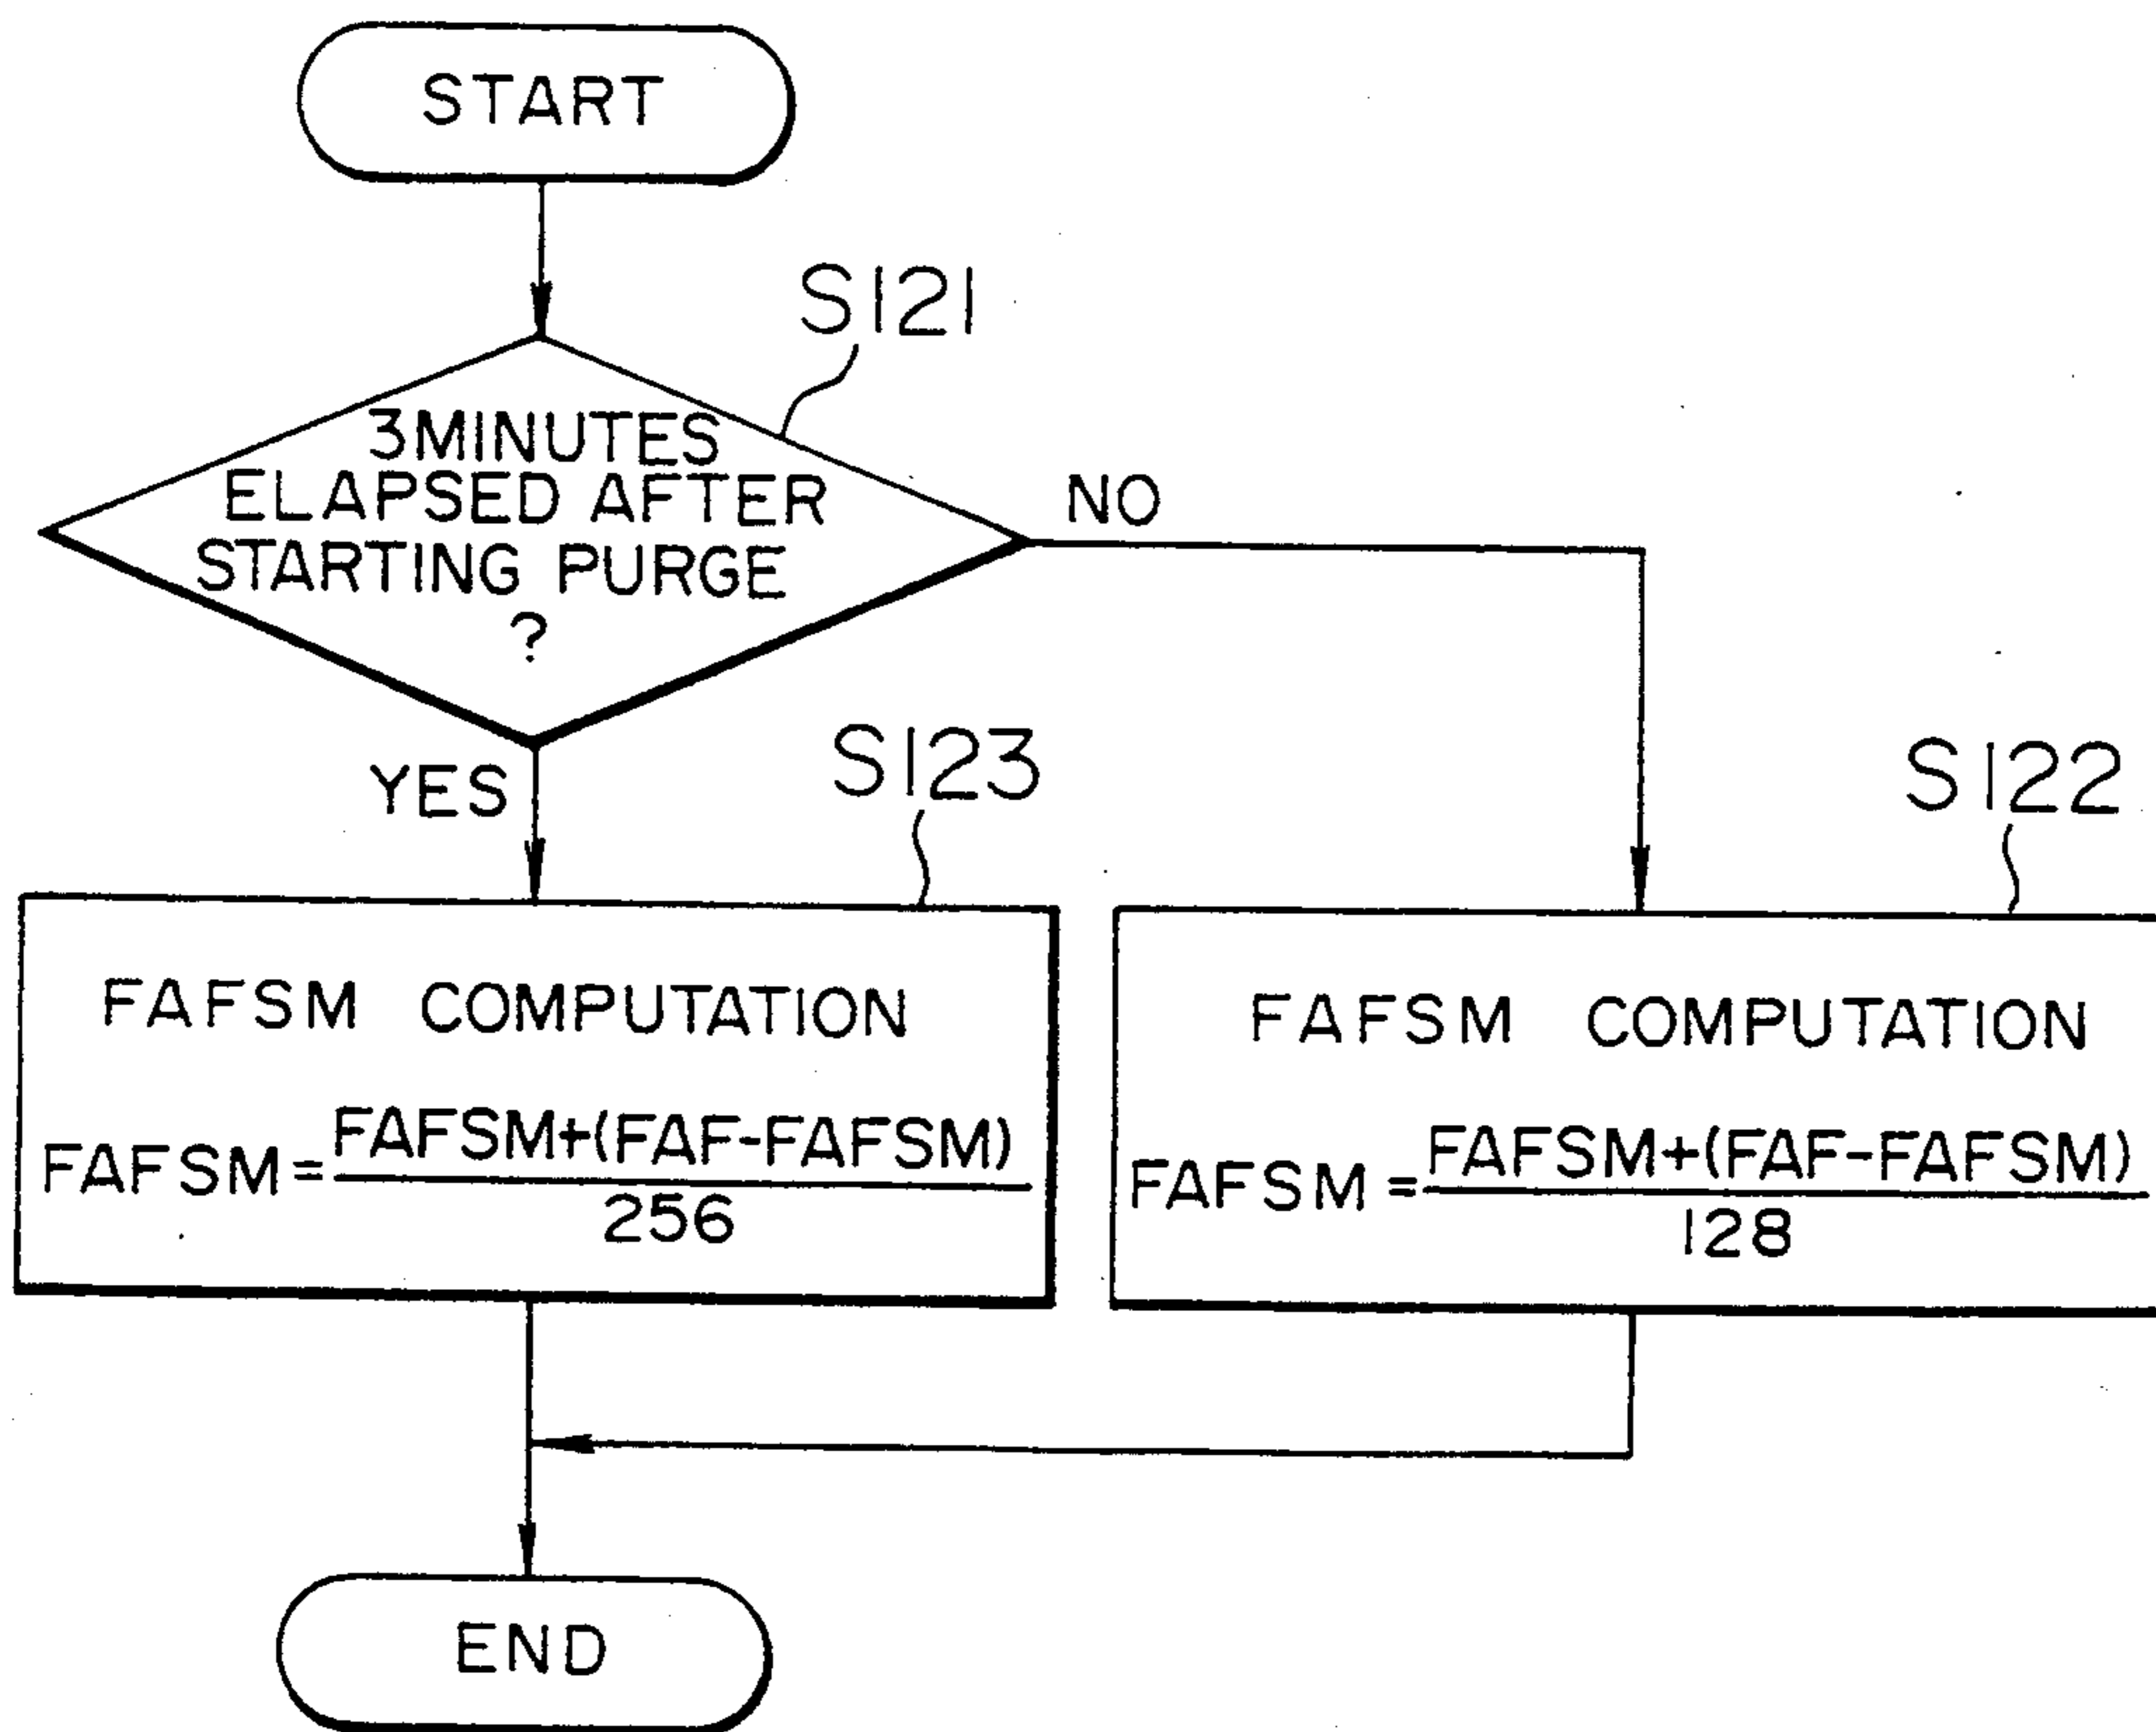 START
S121
3MINUTES
ELAPSED AFTER
STARTING PURGE
?
NO
YES
S123
S122
FAFSM COMPUTATION
FAFSM=FAFSM+(FAF-FAFSM)
256
FAFSM COMPUTATION
FAFSM=FAFSM+(FAF-FAFSM)
128
END